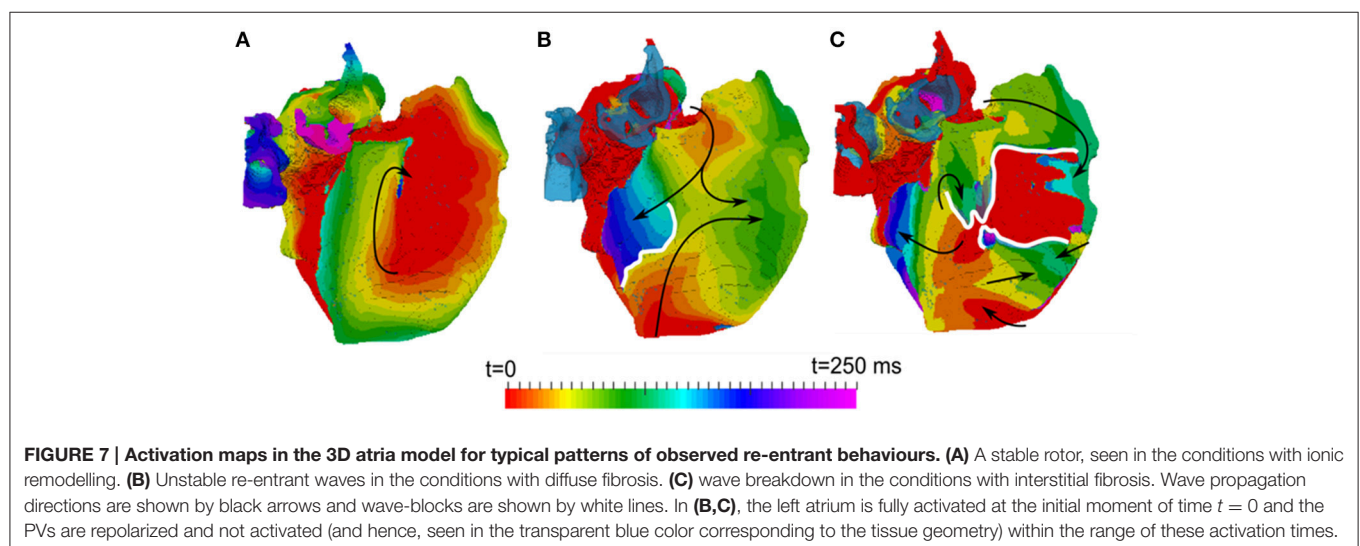 A
B
C
t=0
t=250 ms
FIGURE 7 | Activation maps in the 3D atria model for typical patterns of observed re-entrant behaviours. (A) A stable rotor, seen in the conditions with ionic
remodelling. (B) Unstable re-entrant waves in the conditions with diffuse fibrosis. (C) wave breakdown in the conditions with interstitial fibrosis. Wave propagation
directions are shown by black arrows and wave-blocks are shown by white lines. In (B,C), the left atrium is fully activated at the initial moment of time t = 0 and the
PVs are repolarized and not activated (and hence, seen in the transparent blue color corresponding to the tissue geometry) within the range of these activation times.